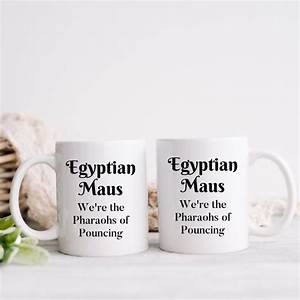 Egyptian
Maus
We're the
Pharaohs of
Pouncing
Egyptian
Maus
We're the
Pharaohs of
Pouncing